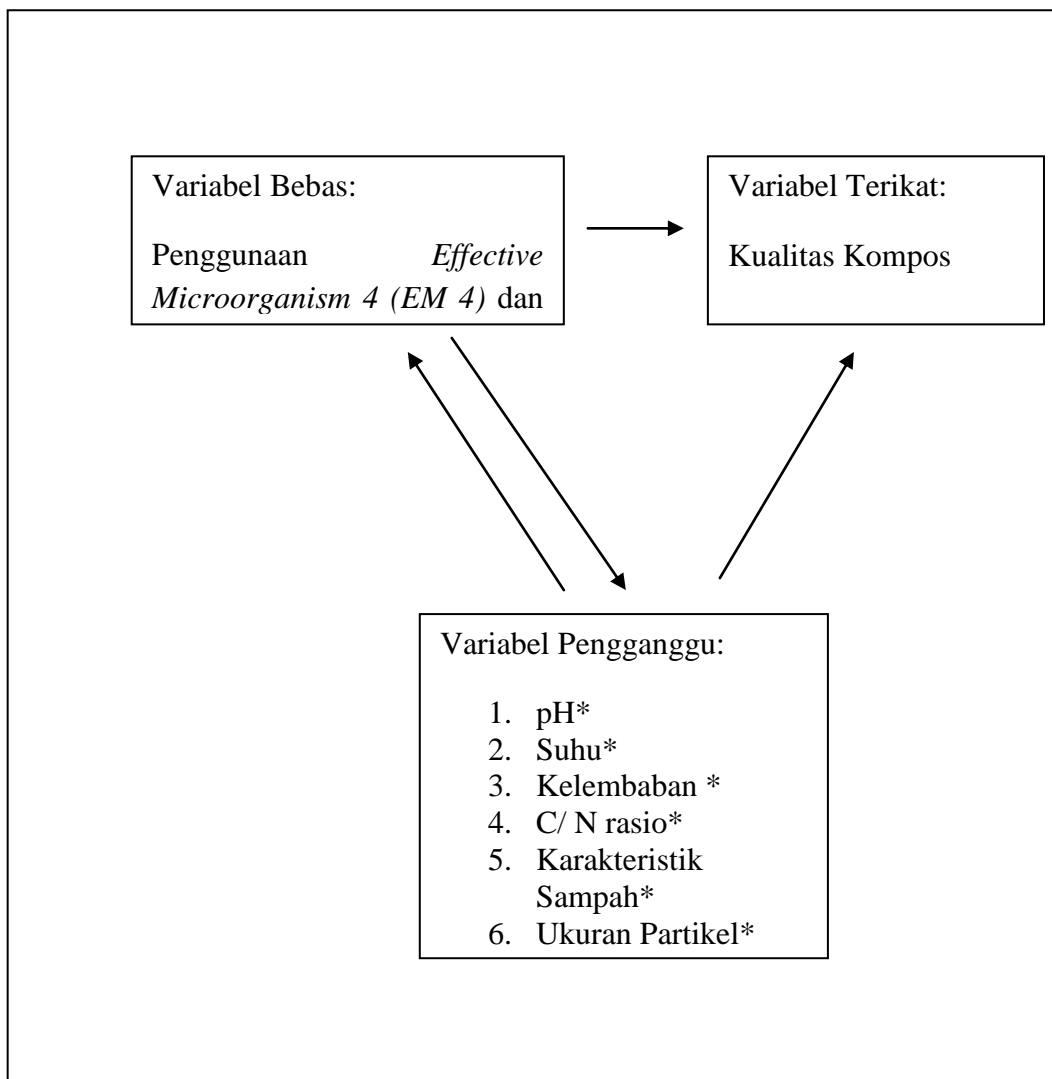 Variabel Bebas:
Penggunaan Effective
Microorganism 4 (EM 4) dan
Variabel Terikat:
Kualitas Kompos
Variabel Pengganggu:
1. pH*
2. Suhu*
3. Kelembaban *
4. C/ N rasio*
5. Karakteristik
Sampah*
6. Ukuran Partikel*